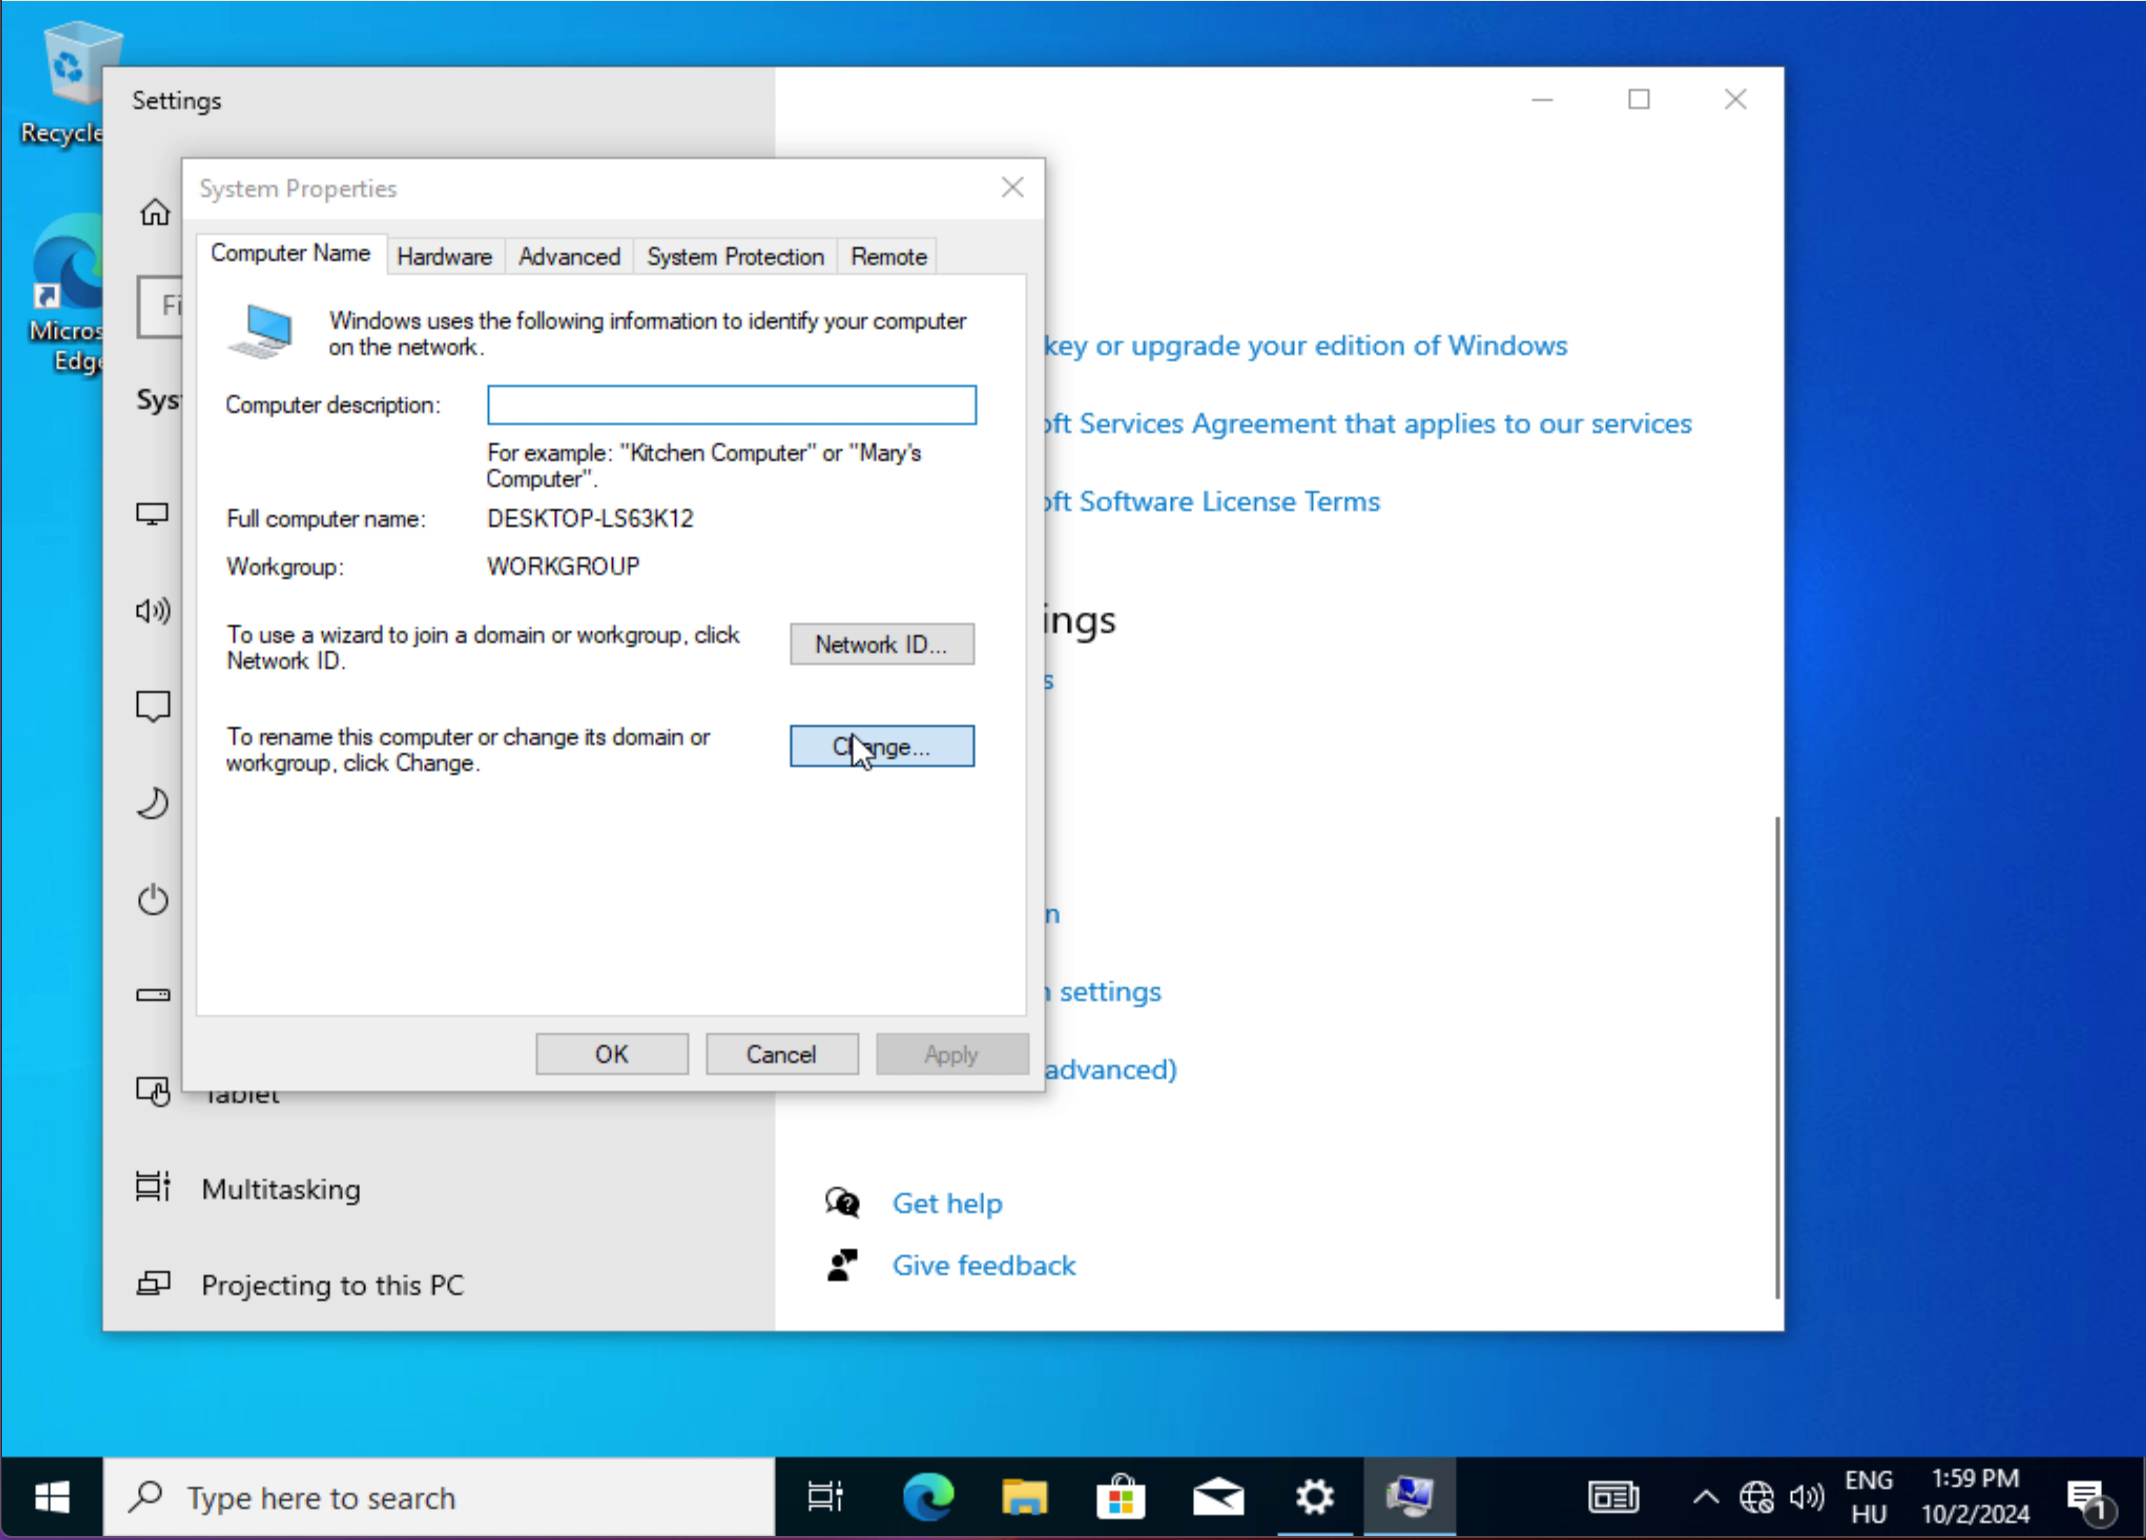 Recycle
Micros
Edge
Settings
Fi
Sys
System Properties
Computer Name
Hardware
Advanced
System Protection
Remote
Windows uses the following information to identify your computer
on the network.
Computer description:
For example: "Kitchen Computer" or "Mary's
Computer".
Full computer name:
DESKTOP-LS63K12
Workgroup:
WORKGROUP
To use a wizard to join a domain or workgroup, click
Network ID.
Network ID...
To rename this computer or change its domain or
workgroup, click Change.
Change...
OK
Cancel
Apply
key or upgrade your edition of Windows
oft Services Agreement that applies to our services
oft Software License Terms
ings
s
n
n settings
advanced)
Tablet
Multitasking
Projecting to this PC
Get help
Give feedback
Type here to search
ENG
HU
1:59 PM
10/2/2024
1